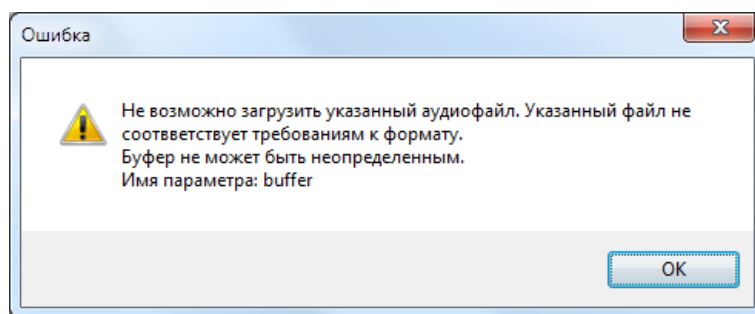 Ошибка
Не возможно загрузить указанный аудиофайл. Указанный файл не
соотвветствует требованиям к формату.
Буфер не может быть неопределенным.
Имя параметра: buffer
OK